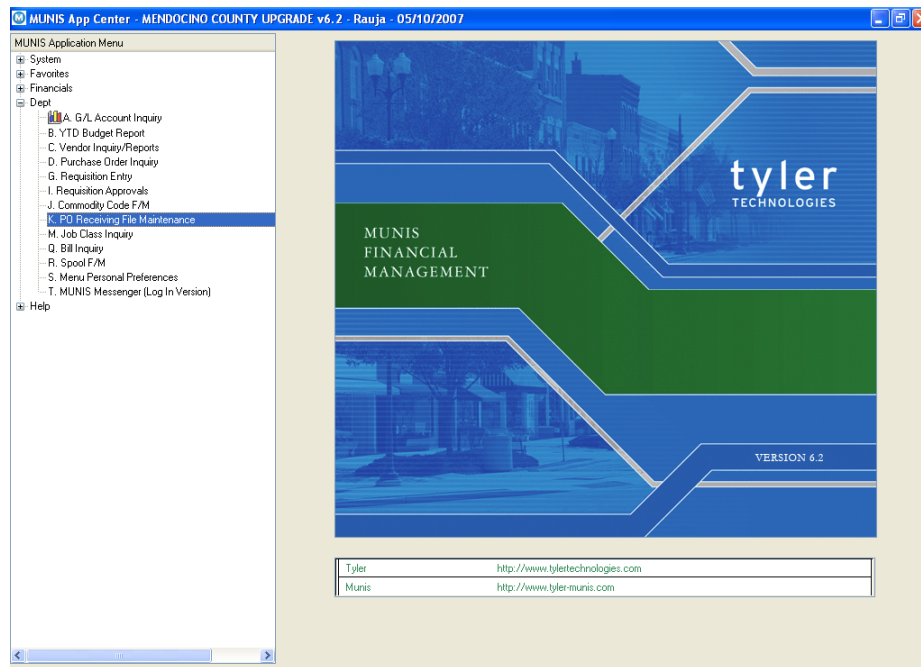 MUNIS App Center - MENDOCINO COUNTY UPGRADE v6.2 - Rauja - 05/10/2007
MUNIS Application Menu
System
Favorites
Financials
Dept
A. G/L Account Inquiry
B. YTD Budget Report
C. Vendor Inquiry/Reports
D. Purchase Order Inquiry
G. Requisition Entry
I. Requisition Approvals
J. Commodity Code F/M
K. PO Receiving File Maintenance
M. Job Class Inquiry
Q. Bill Inquiry
R. Spool F/M
S. Menu Personal Preferences
T. MUNIS Messenger (Log In Version)
Help
tyler
TECHNOLOGIES
MUNIS
FINANCIAL
MANAGEMENT
VERSION 6.2
Tyler http://www.tylertechnologies.com
Munis http://www.tyler-munis.com